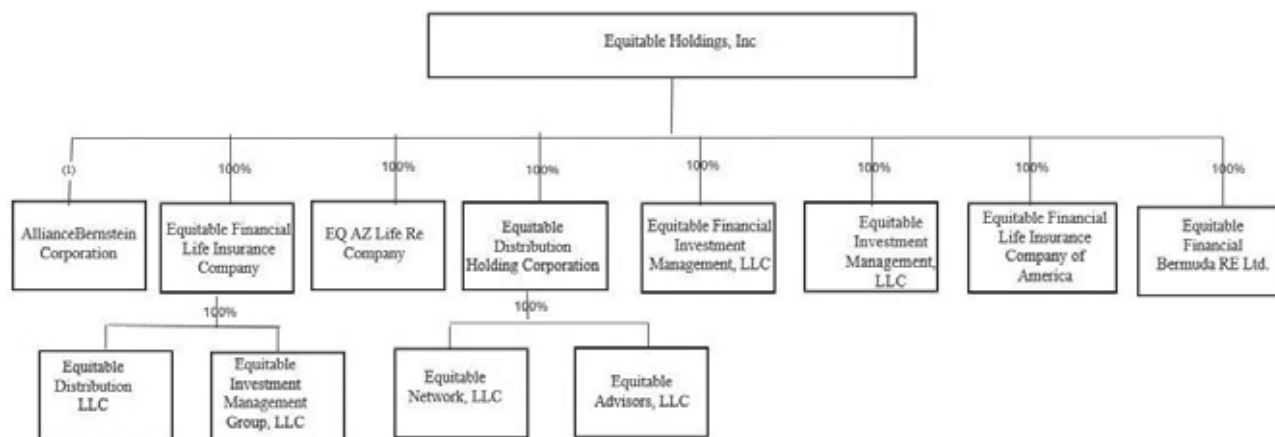 Equitable Holdings, Inc
(1)
100%
100%
100%
100%
100%
100%
100%
AllianceBernstein
Corporation
Equitable Financial
Life Insurance
Company
EQ AZ Life Re
Company
Equitable
Distribution
Holding Corporation
Equitable Financial
Investment
Management, LLC
Equitable
Investment
Management,
LLC
Equitable Financial
Life Insurance
Company of
America
Equitable
Financial
Bermuda RE Ltd.
100%
100%
Equitable
Distribution
LLC
Equitable
Investment
Management
Group, LLC
Equitable
Network, LLC
Equitable
Advisors, LLC